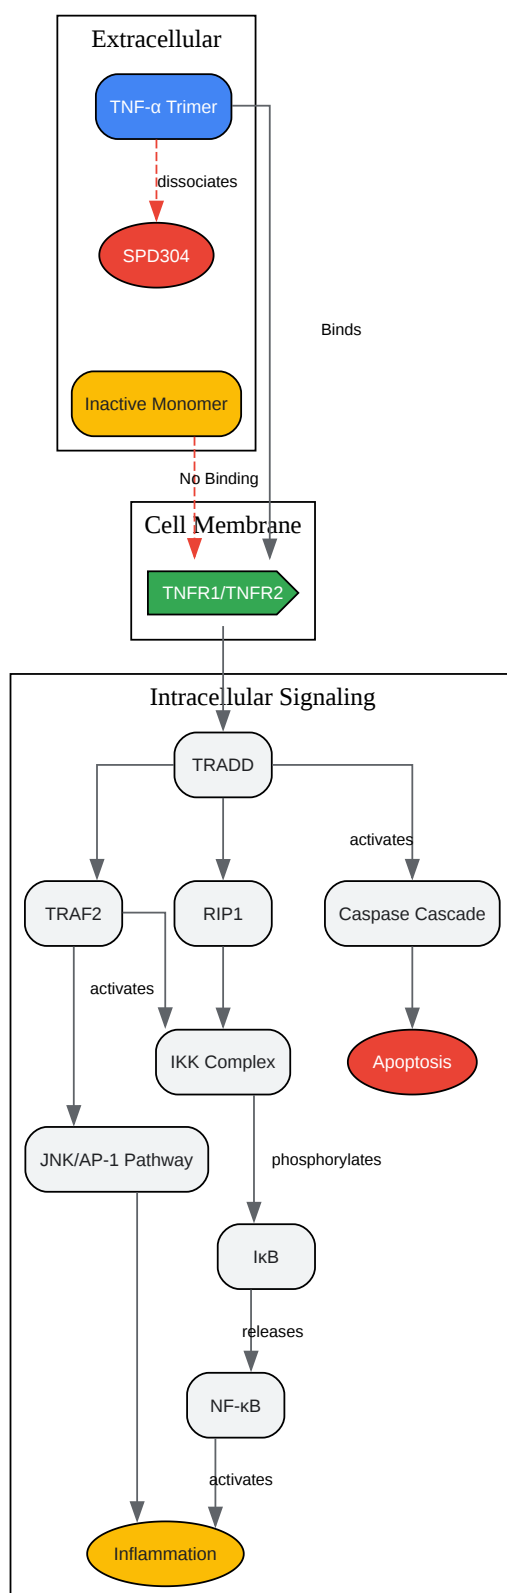 Extracellular
TNF-α Trimer
dissociates
SPD304
Binds
Inactive Monomer
No Binding
Cell Membrane
TNFR1/TNFR2
Intracellular Signaling
TRADD
activates
TRAF2
RIP1
Caspase Cascade
activates
IKK Complex
Apoptosis
JNK/AP-1 Pathway
phosphorylates
IκB
releases
NF-κB
activates
Inflammation